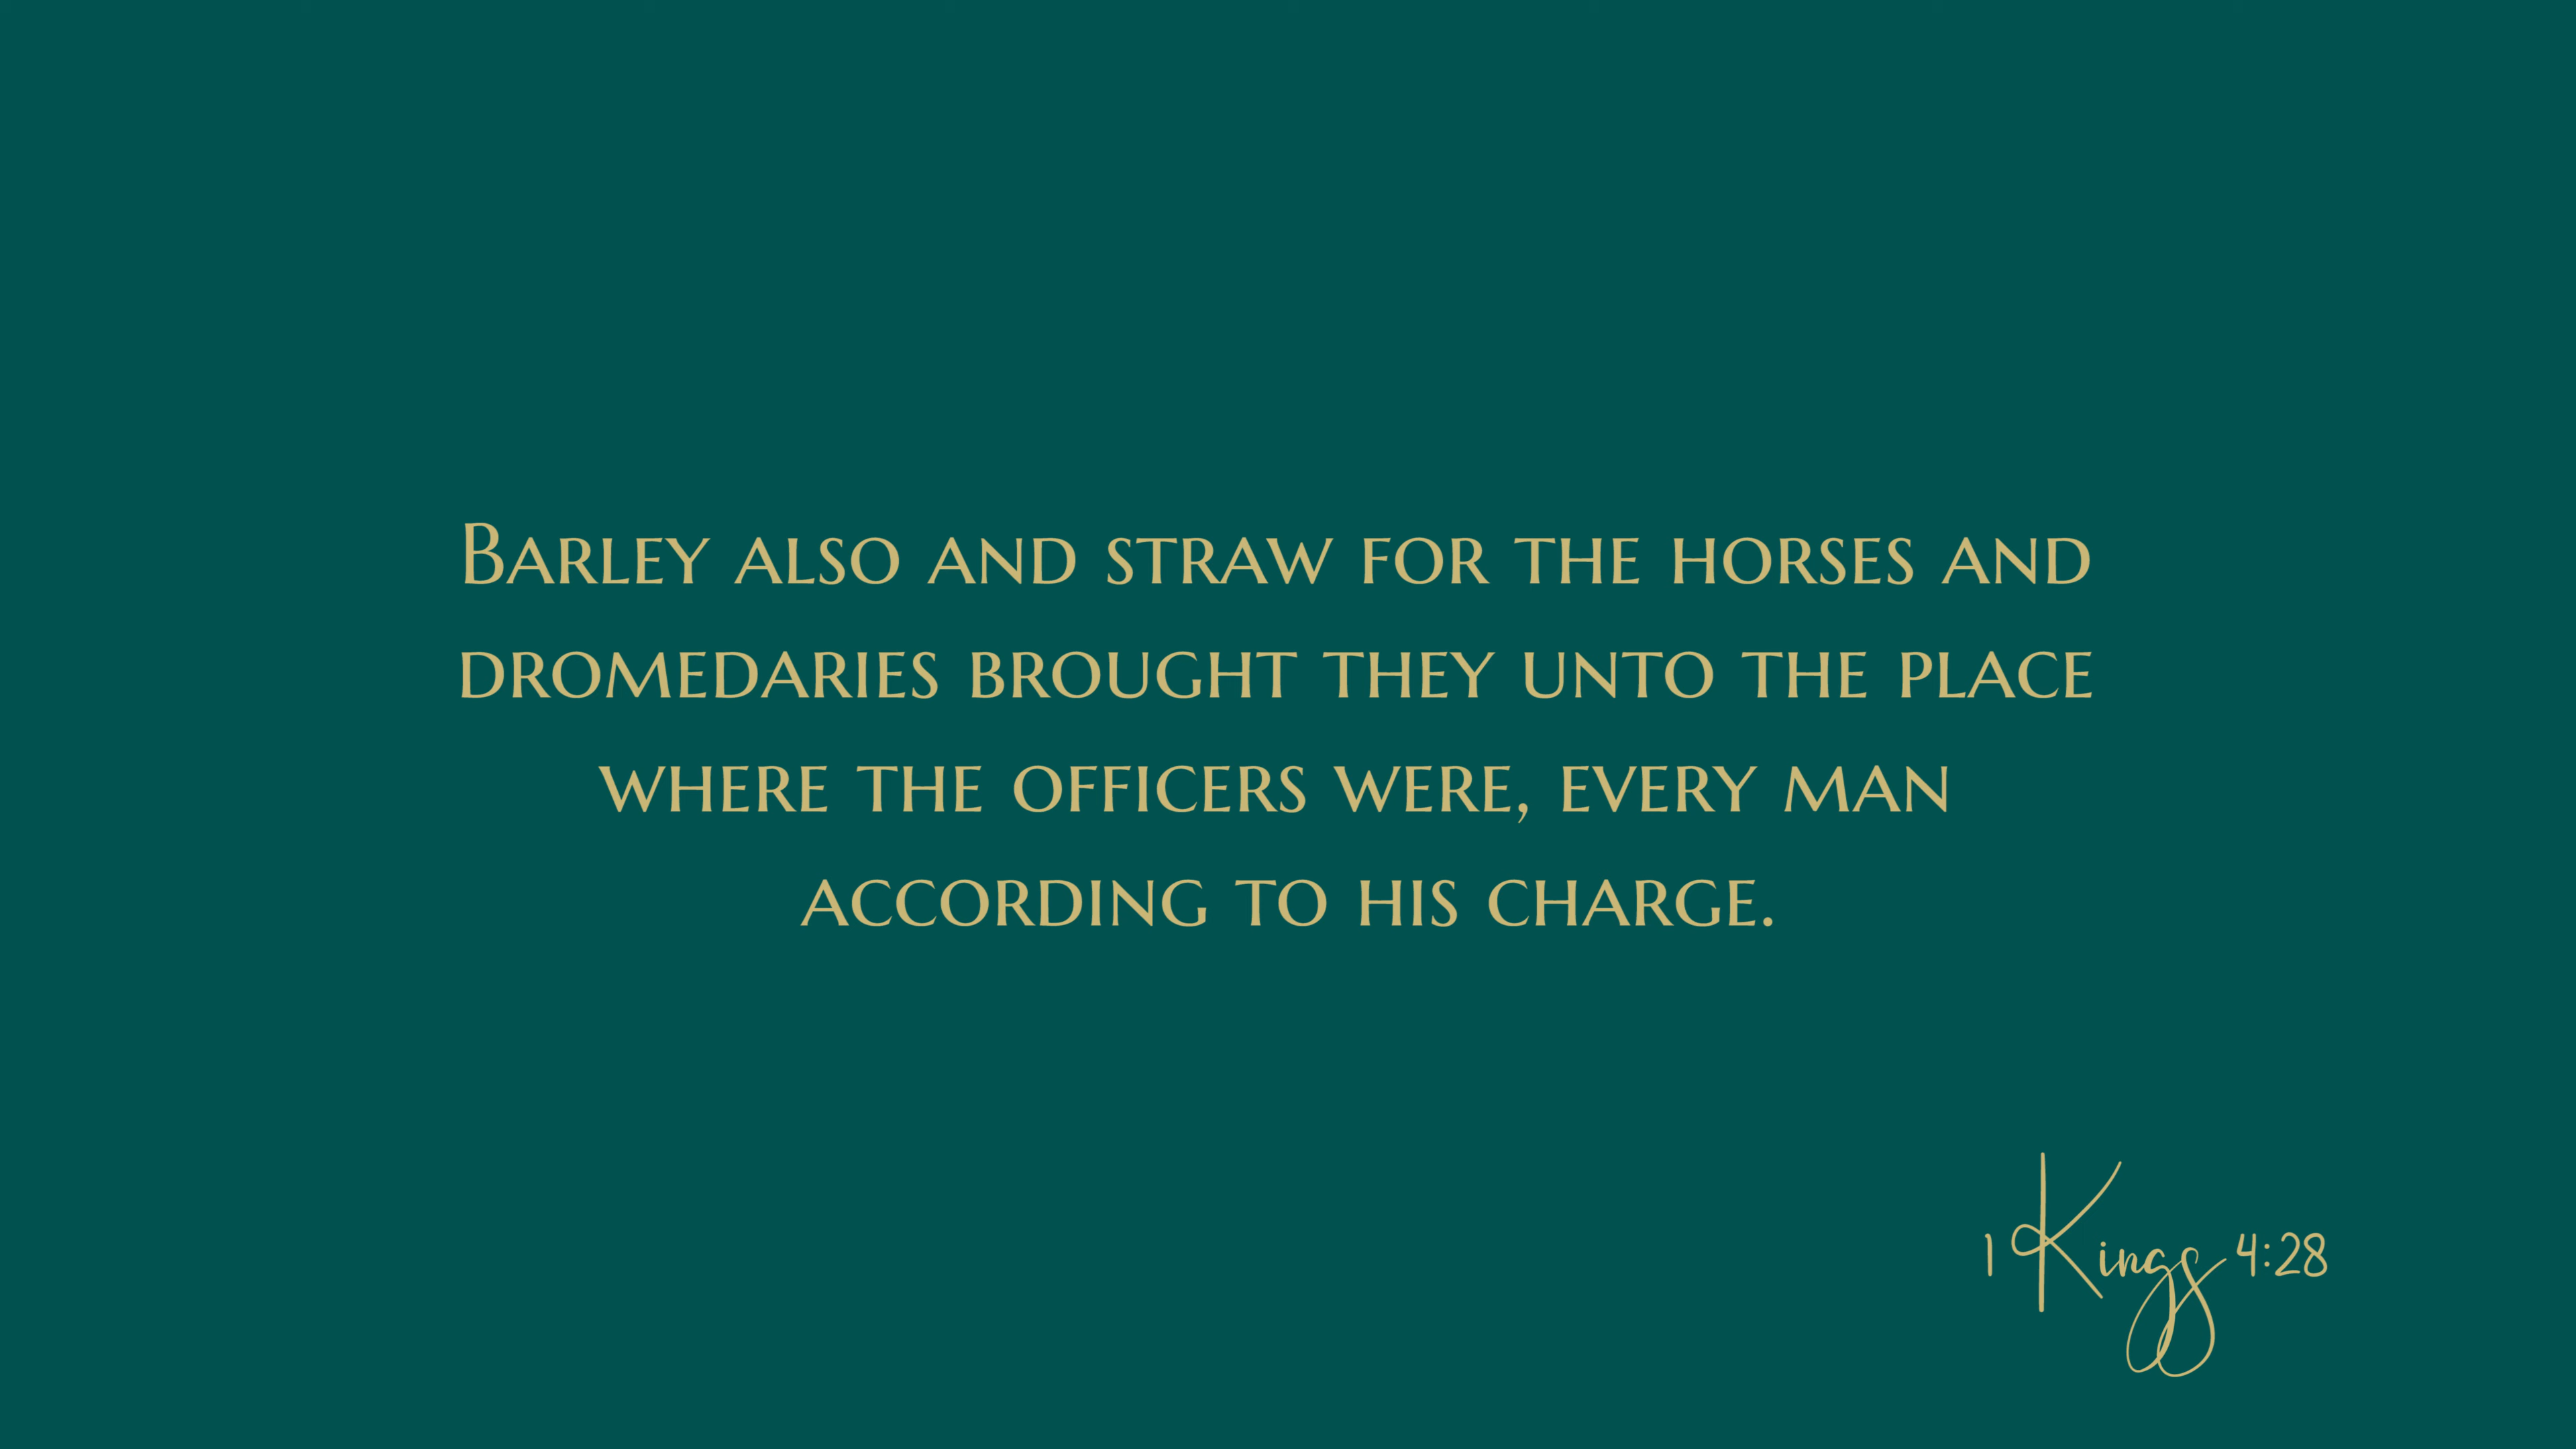 Barley also and straw for the horses and
dromedaries brought they unto the place
where the officers were, every man
according to his charge.
1 Kings 4:28